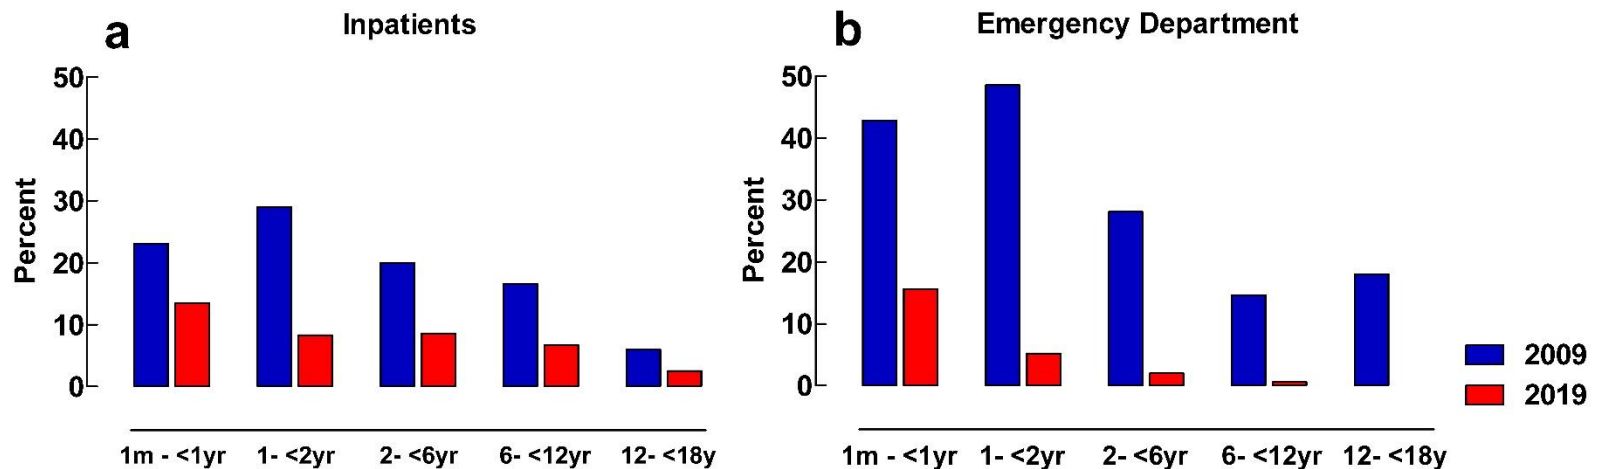 a
Inpatients
Percent
50
40
30
20
10
0
1m - <1yr 1- <2yr 2- <6yr 6- <12yr 12- <18y
b
Emergency Department
Percent
50
40
30
20
10
0
1m - <1yr 1- <2yr 2- <6yr 6- <12yr 12- <18y
2009
2019